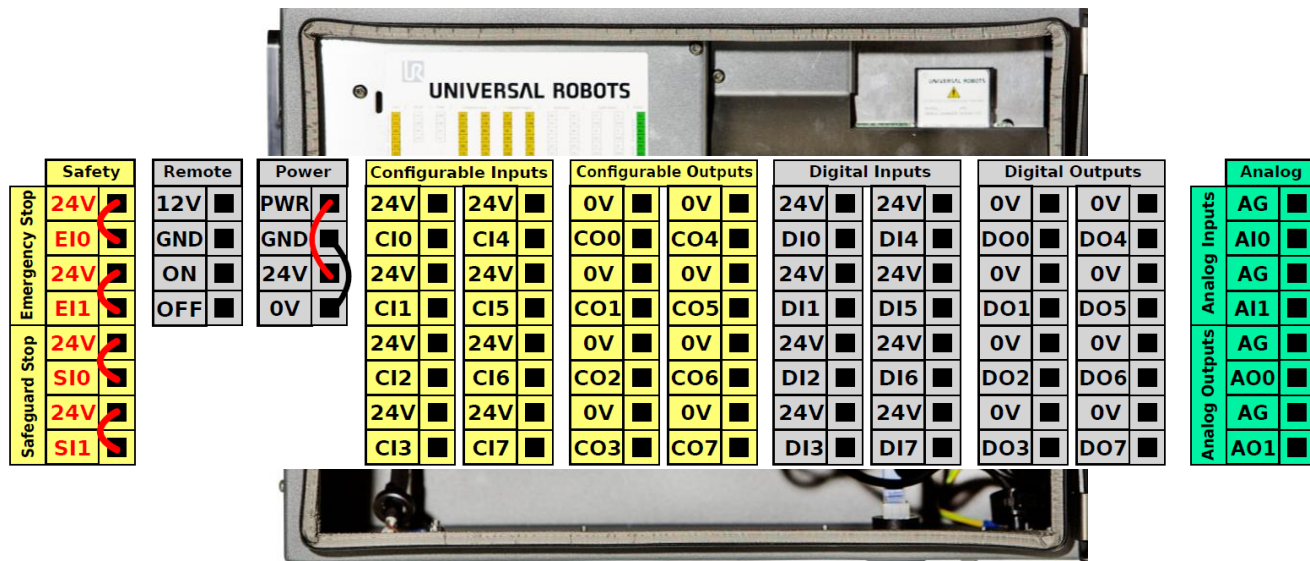 UR
UNIVERSAL ROBOTS
UNIVERSAL ROBOTS
Safety
Emergency Stop
24V
EI0
24V
EI1
Safeguard Stop
24V
SI0
24V
SI1
Remote
12V
GND
ON
OFF
Power
PWR
GND
24V
0V
Configurable Inputs
24V 24V
CI0 CI4
24V 24V
CI1 CI5
24V 24V
CI2 CI6
24V 24V
CI3 CI7
Configurable Outputs
0V 0V
CO0 CO4
0V 0V
CO1 CO5
0V 0V
CO2 CO6
0V 0V
CO3 CO7
Digital Inputs
24V 24V
DI0 DI4
24V 24V
DI1 DI5
24V 24V
DI2 DI6
24V 24V
DI3 DI7
Digital Outputs
0V 0V
DO0 DO4
0V 0V
DO1 DO5
0V 0V
DO2 DO6
0V 0V
DO3 DO7
Analog
Analog Inputs
AG
AI0
AG
AI1
Analog Outputs
AG
AO0
AG
AO1